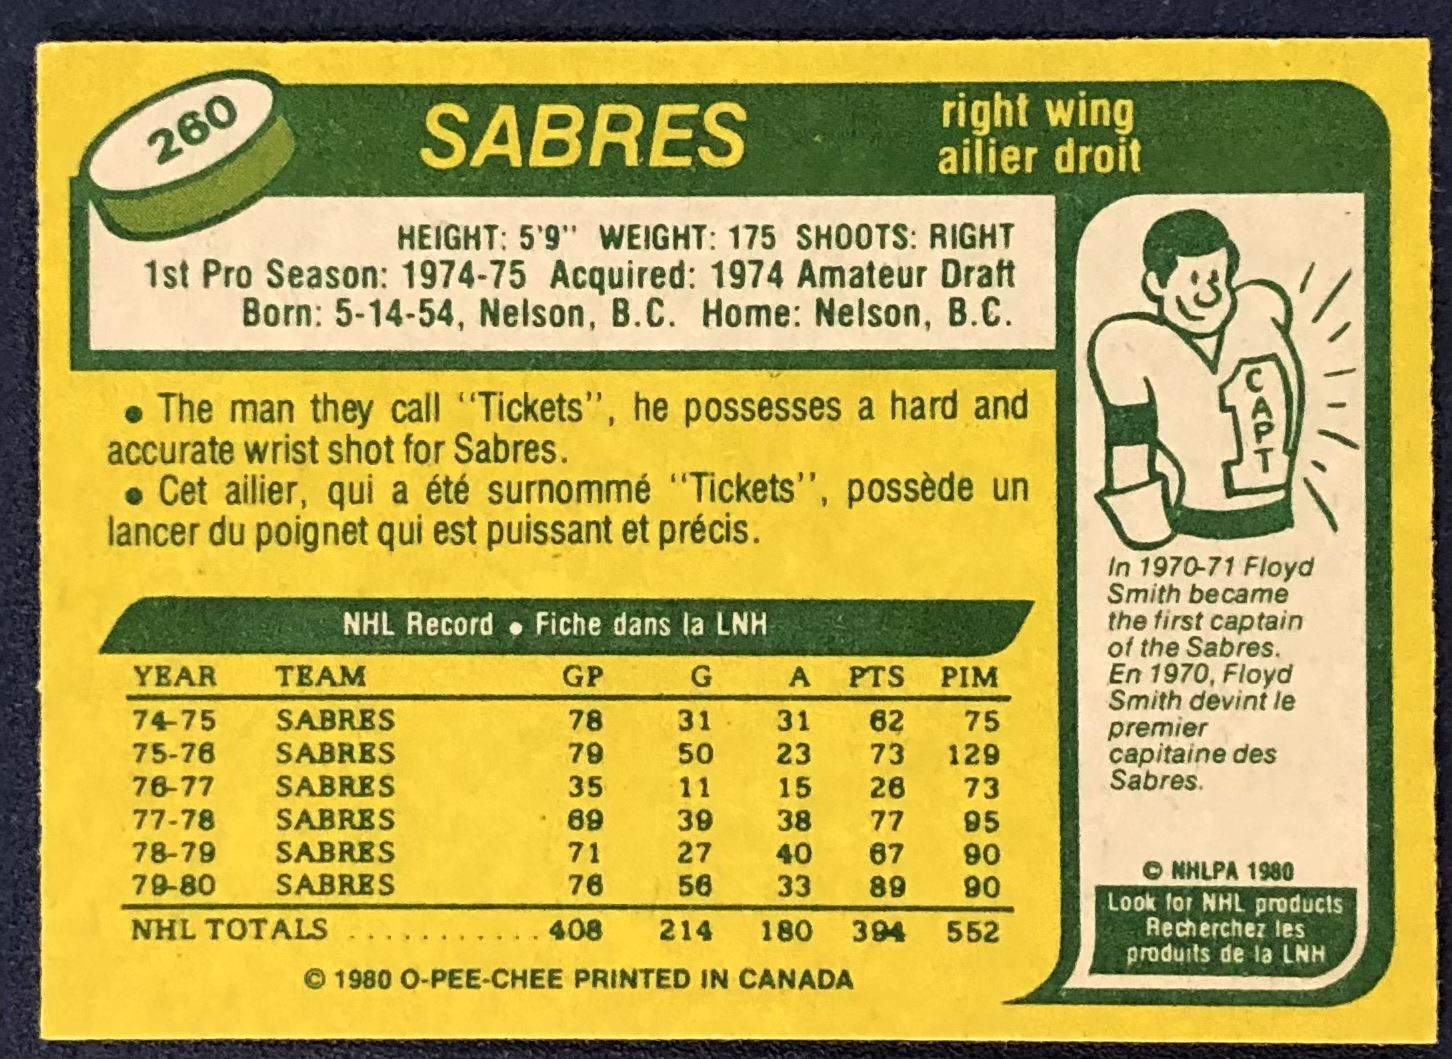 260
SABRES
right wing
ailier droit
HEIGHT: 5'9" WEIGHT: 175 SHOOTS: RIGHT
1st Pro Season: 1974-75 Acquired: 1974 Amateur Draft
Born: 5-14-54, Nelson, B.C. Home: Nelson, B.C.
• The man they call "Tickets", he possesses a hard and
accurate wrist shot for Sabres.
• Cet ailier, qui a été surnommé "Tickets", possède un
lancer du poignet qui est puissant et précis.
NHL Record • Fiche dans la LNH
YEAR TEAM GP G A PTS PIM
74-75 SABRES 78 31 31 62 75
75-76 SABRES 79 50 23 73 129
76-77 SABRES 35 11 15 26 73
77-78 SABRES 69 39 38 77 95
78-79 SABRES 71 27 40 67 90
79-80 SABRES 76 56 33 89 90
NHL TOTALS ............408 214 180 394 552
© 1980 O-PEE-CHEE PRINTED IN CANADA
CAPT
1
In 1970-71 Floyd
Smith became
the first captain
of the Sabres.
En 1970, Floyd
Smith devint le
premier
capitaine des
Sabres.
© NHLPA 1980
Look for NHL products
Recherchez les
produits de la LNH